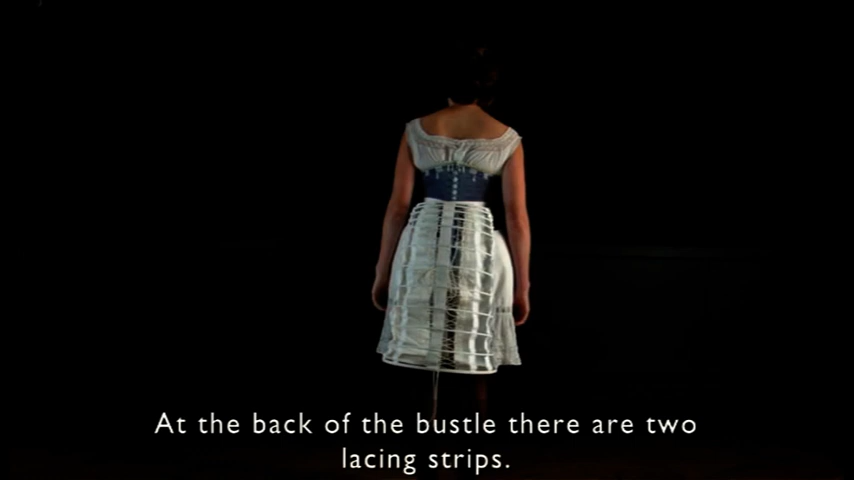 At the back of the bustle there are two
lacing strips.